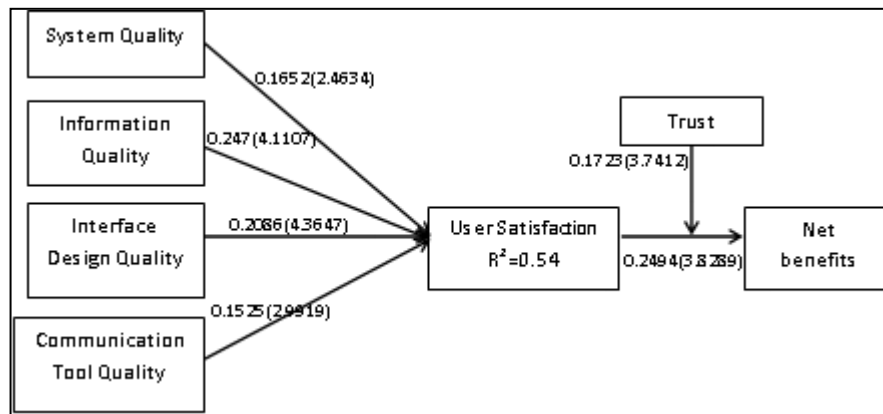 System Quality
0.1652(2.4634)
Information
Quality
0.247(4.1107)
Trust
0.1723(3.7412)
Interface
Design Quality
0.2086(4.3647)
User Satisfaction
R²=0.54
0.2494(3.8289)
Net
benefits
0.1525(2.9919)
Communication
Tool Quality